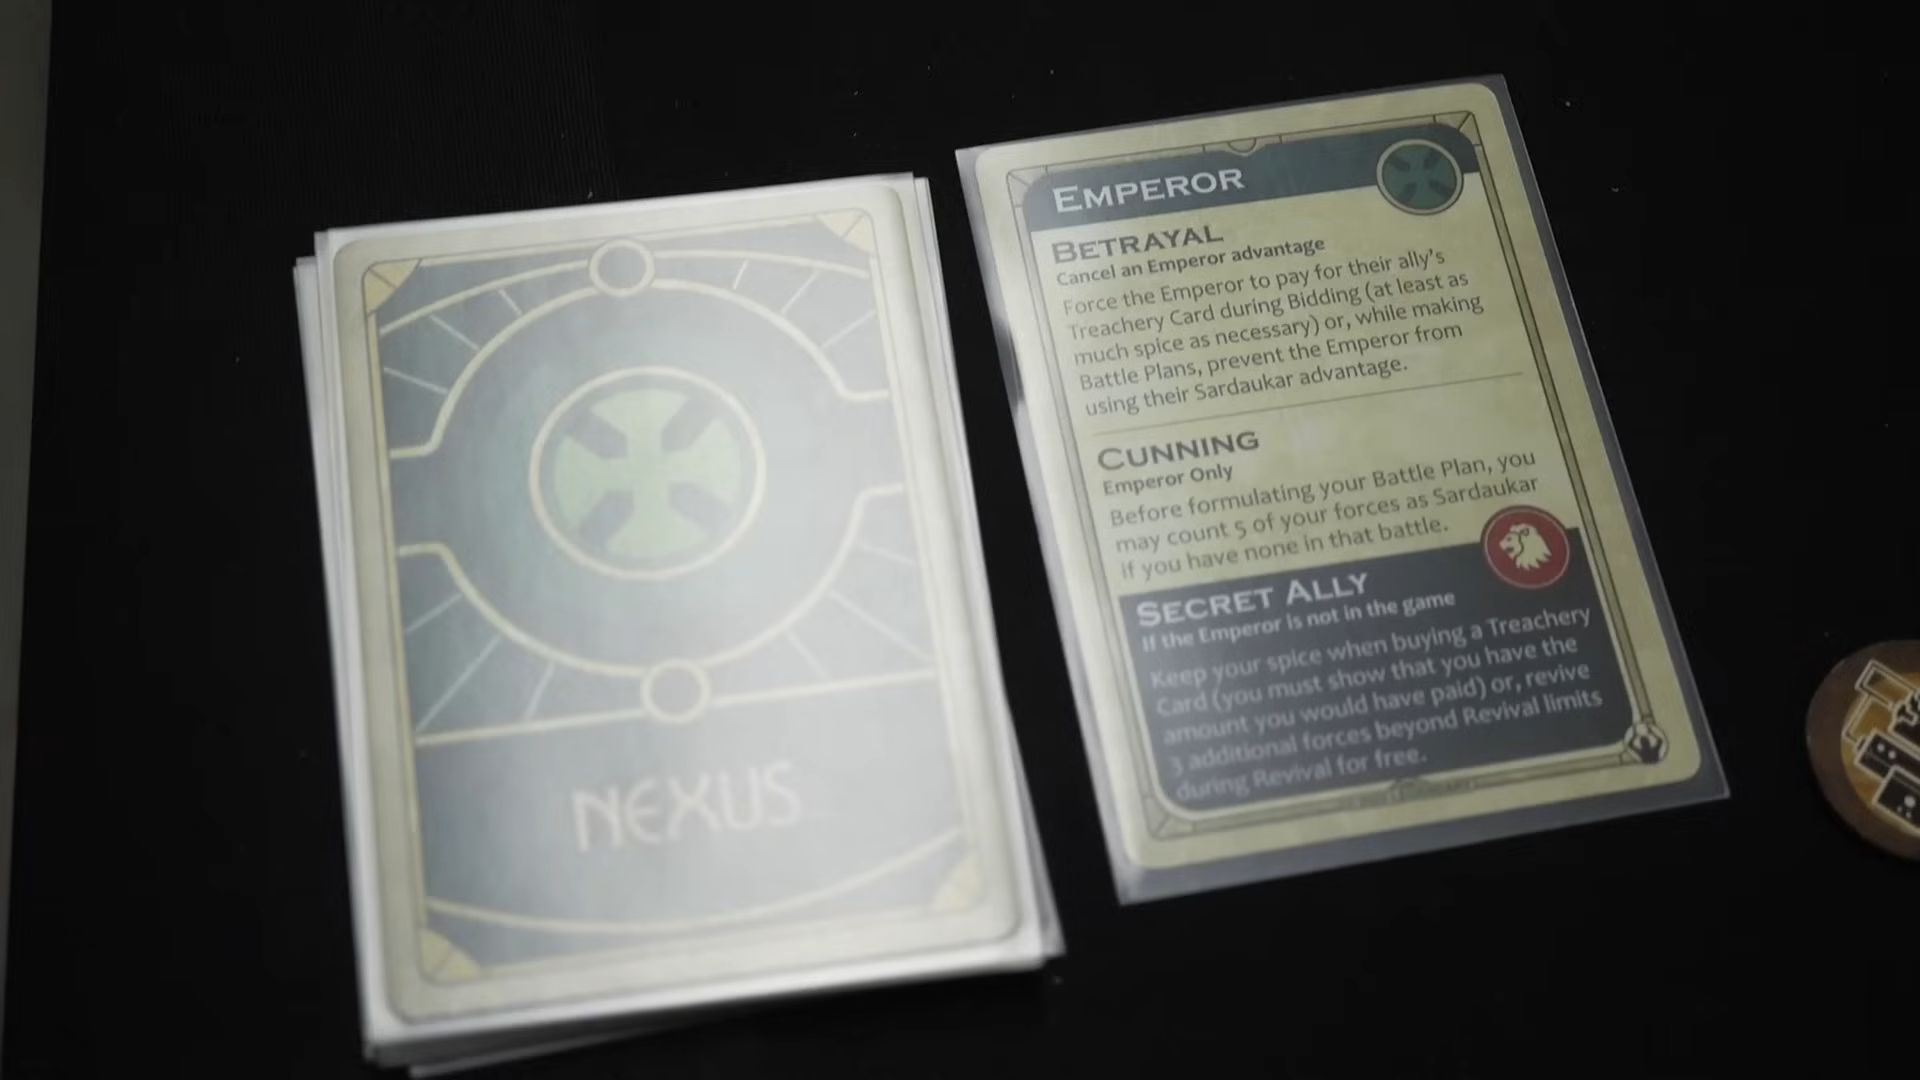 NEXUS
EMPEROR
BETRAYAL
Cancel an Emperor advantage
Force the Emperor to pay for their ally's
Treachery Card during Bidding (at least as
much spice as necessary) or, while making
Battle Plans, prevent the Emperor from
using their Sardaukar advantage.
CUNNING
Emperor Only
Before formulating your Battle Plan, you
may count 5 of your forces as Sardaukar
if you have none in that battle.
SECRET ALLY
If the Emperor is not in the game
Keep your spice when buying a Treachery
Card (you must show that you have the
amount you would have paid) or, revive
3 additional forces beyond Revival limits
during Revival for free.